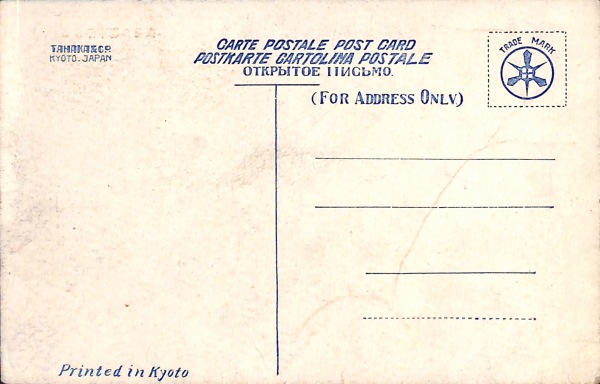 TANAKA & CO.
KYOTO. JAPAN
CARTE POSTALE POST CARD
POSTKARTE CARTOLINA POSTALE
ОТКРЫТОЕ ПИСЬМО.
(FOR ADDRESS ONLY)
TRADE MARK
Printed in Kyoto